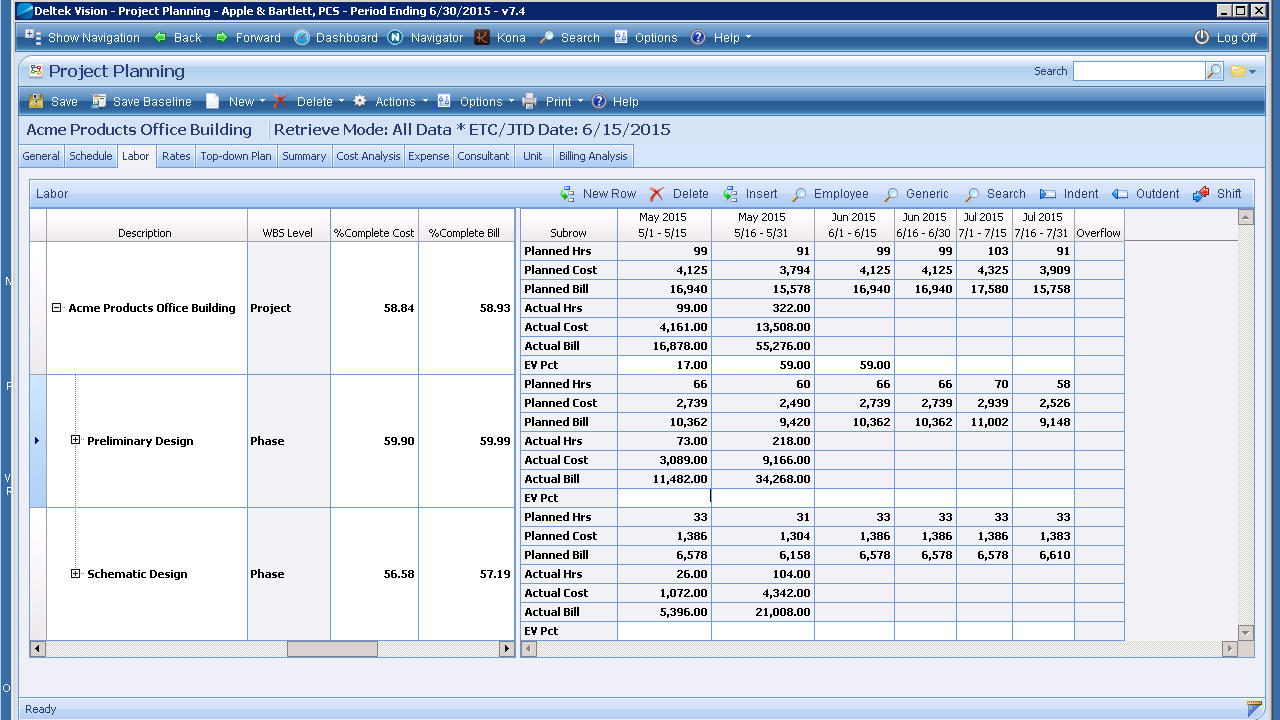 Deltek Vision - Project Planning - Apple & Bartlett, PCS - Period Ending 6/30/2015 - v7.4
Show Navigation Back Forward Dashboard Navigator Kona Search Options Help Log Off
Project Planning Search
Save Save Baseline New Delete Actions Options Print Help
Acme Products Office Building Retrieve Mode: All Data * ETC/JTD Date: 6/15/2015
General Schedule Labor Rates Top-down Plan Summary Cost Analysis Expense Consultant Unit Billing Analysis
Labor New Row Delete Insert Employee Generic Search Indent Outdent Shift
May 2015 May 2015 Jun 2015 Jun 2015 Jul 2015 Jul 2015
Description WBS Level %Complete Cost %Complete Bill Subrow 5/1 - 5/15 5/16 - 5/31 6/1 - 6/15 6/16 - 6/30 7/1 - 7/15 7/16 - 7/31 Overflow
Planned Hrs 99 91 99 99 103 91
Planned Cost 4,125 3,794 4,125 4,125 4,325 3,909
Planned Bill 16,940 15,578 16,940 16,940 17,580 15,758
Acme Products Office Building Project 58.84 58.93 Actual Hrs 99.00 322.00
Actual Cost 4,161.00 13,508.00
Actual Bill 16,878.00 55,276.00
EV Pct 17.00 59.00 59.00
Planned Hrs 66 60 66 66 70 58
Planned Cost 2,739 2,490 2,739 2,739 2,939 2,526
Planned Bill 10,362 9,420 10,362 10,362 11,002 9,148
Preliminary Design Phase 59.90 59.99 Actual Hrs 73.00 218.00
Actual Cost 3,089.00 9,166.00
Actual Bill 11,482.00 34,268.00
EV Pct
Planned Hrs 33 31 33 33 33 33
Planned Cost 1,386 1,304 1,386 1,386 1,386 1,383
Planned Bill 6,578 6,158 6,578 6,578 6,578 6,610
Schematic Design Phase 56.58 57.19 Actual Hrs 26.00 104.00
Actual Cost 1,072.00 4,342.00
Actual Bill 5,396.00 21,008.00
EV Pct
Ready